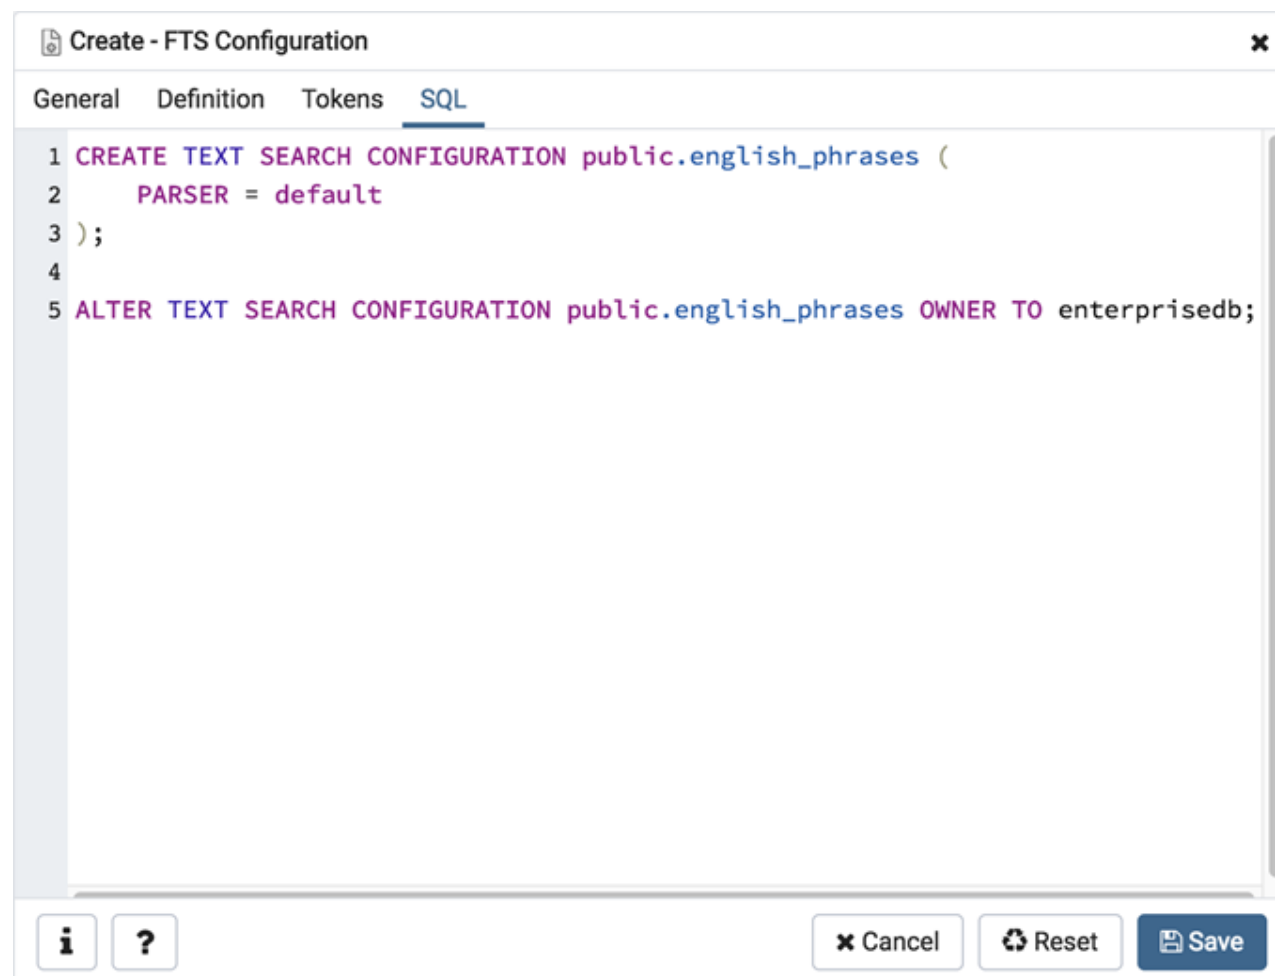 Create - FTS Configuration
General Definition Tokens SQL
1 CREATE TEXT SEARCH CONFIGURATION public.english_phrases (
2     PARSER = default
3 );
4
5 ALTER TEXT SEARCH CONFIGURATION public.english_phrases OWNER TO enterprisedb;
i ? Cancel Reset Save